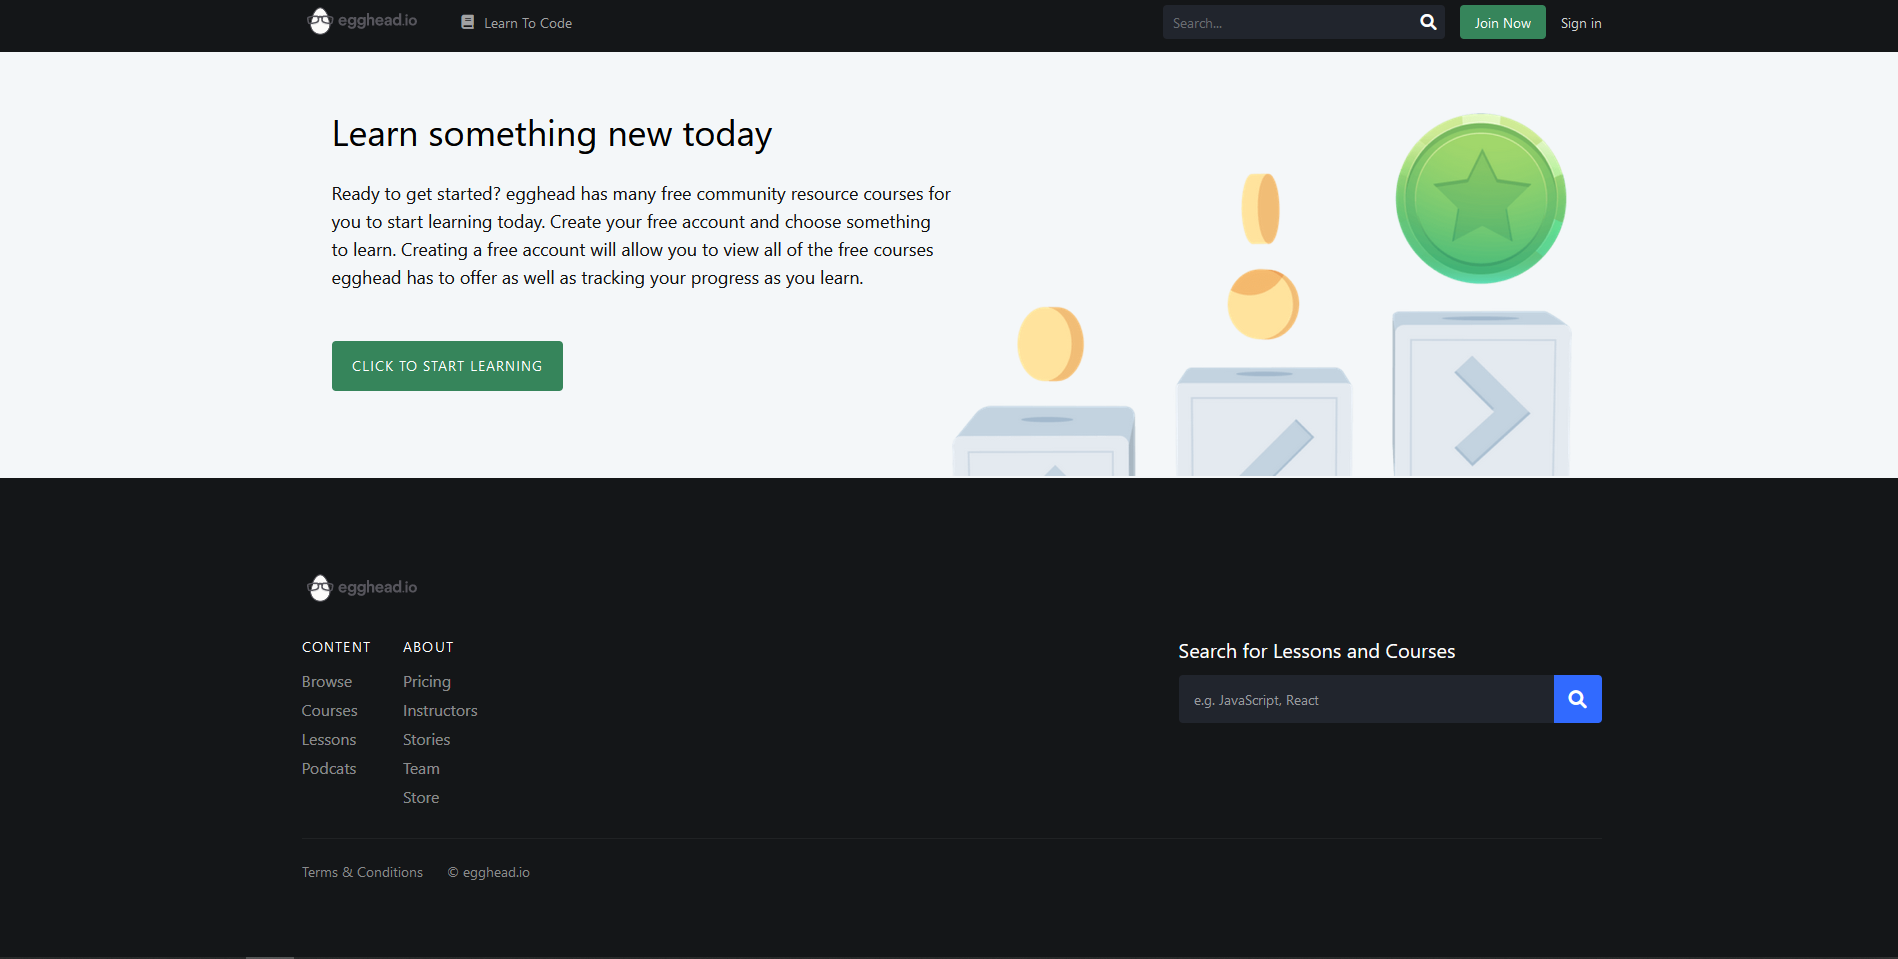 egghead.io
Learn To Code
Search...
Join Now
Sign in
Learn something new today
Ready to get started? egghead has many free community resource courses for
you to start learning today. Create your free account and choose something
to learn. Creating a free account will allow you to view all of the free courses
egghead has to offer as well as tracking your progress as you learn.
CLICK TO START LEARNING
egghead.io
CONTENT
Browse
Courses
Lessons
Podcats
ABOUT
Pricing
Instructors
Stories
Team
Store
Search for Lessons and Courses
e.g. JavaScript, React
Terms & Conditions
© egghead.io